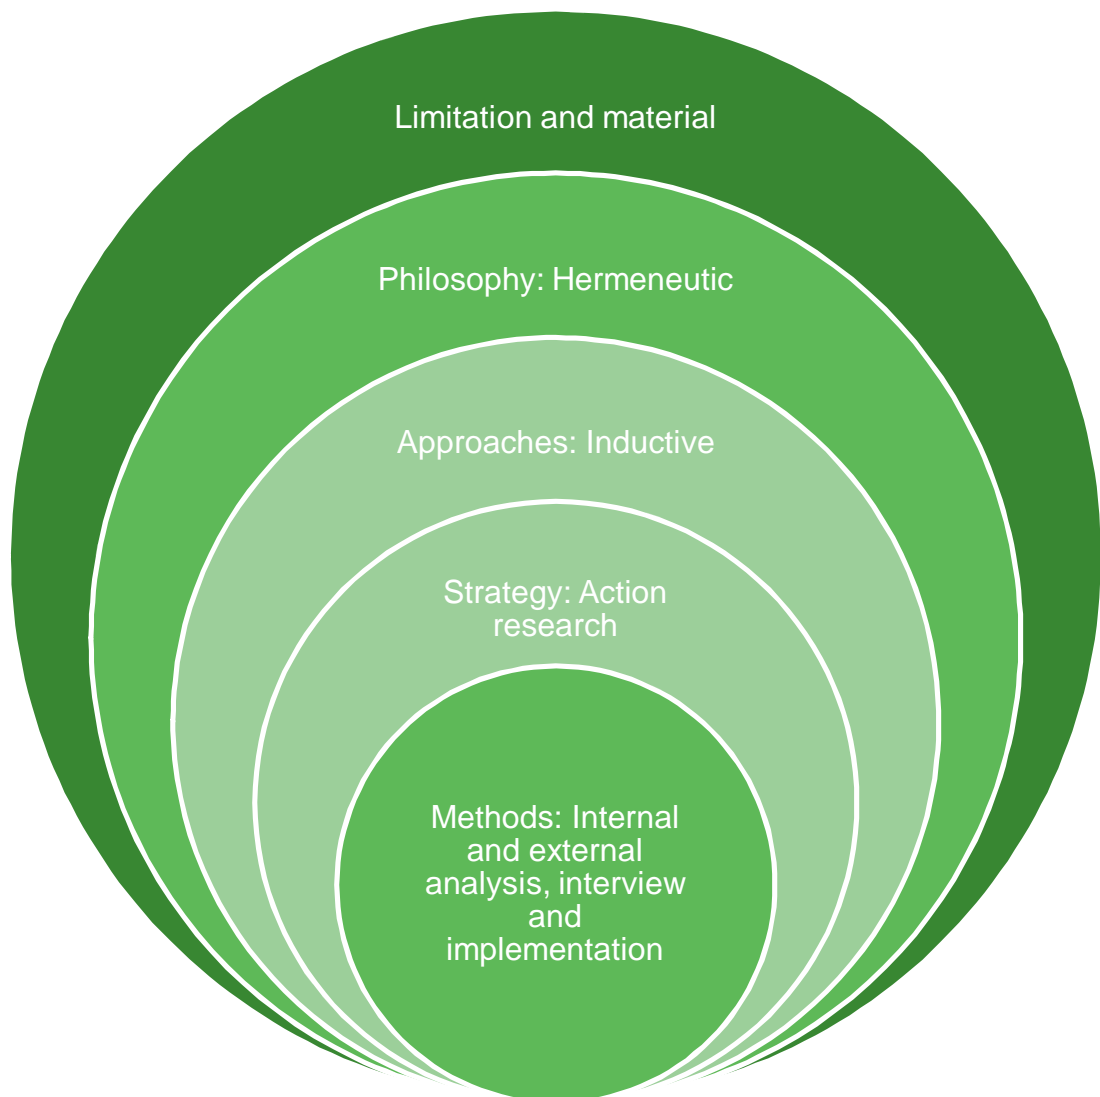 Limitation and material
Philosophy: Hermeneutic
Approaches: Inductive
Strategy: Action
research
Methods: Internal
and external
analysis, interview
and
implementation